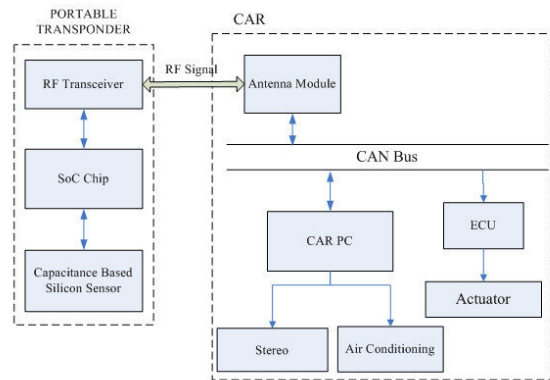 PORTABLE
TRANSPONDER
CAR
RF Transceiver
RF Signal
Antenna Module
CAN Bus
SoC Chip
CAR PC
ECU
Capacitance Based
Silicon Sensor
Actuator
Stereo
Air Conditioning